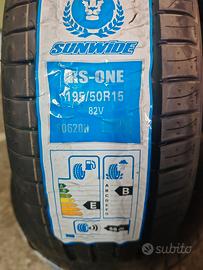 SUNWIDE
RS-ONE
195/50R15
82V
E
B
subito